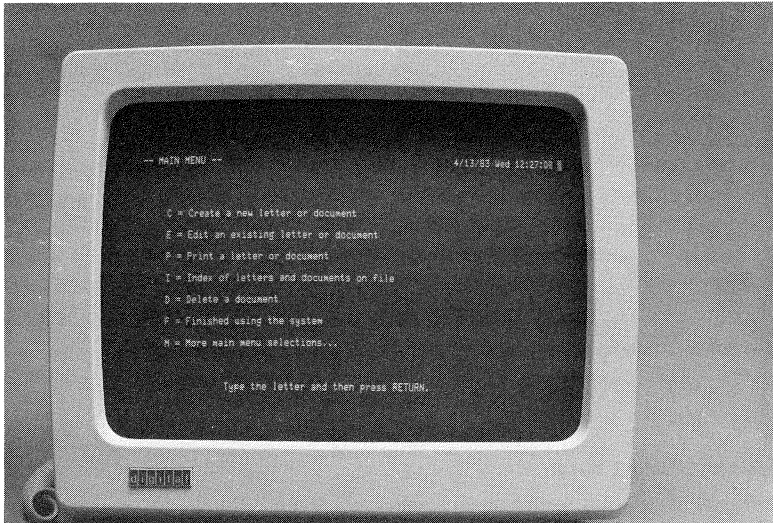 -- MAIN MENU --
4/13/83 Wed 12:27:08
C = Create a new letter or document
E = Edit an existing letter or document
P = Print a letter or document
I = Index of letters and documents on file
D = Delete a document
F = Finished using the system
M = More main menu selections...
Type the letter and then press RETURN.
digital